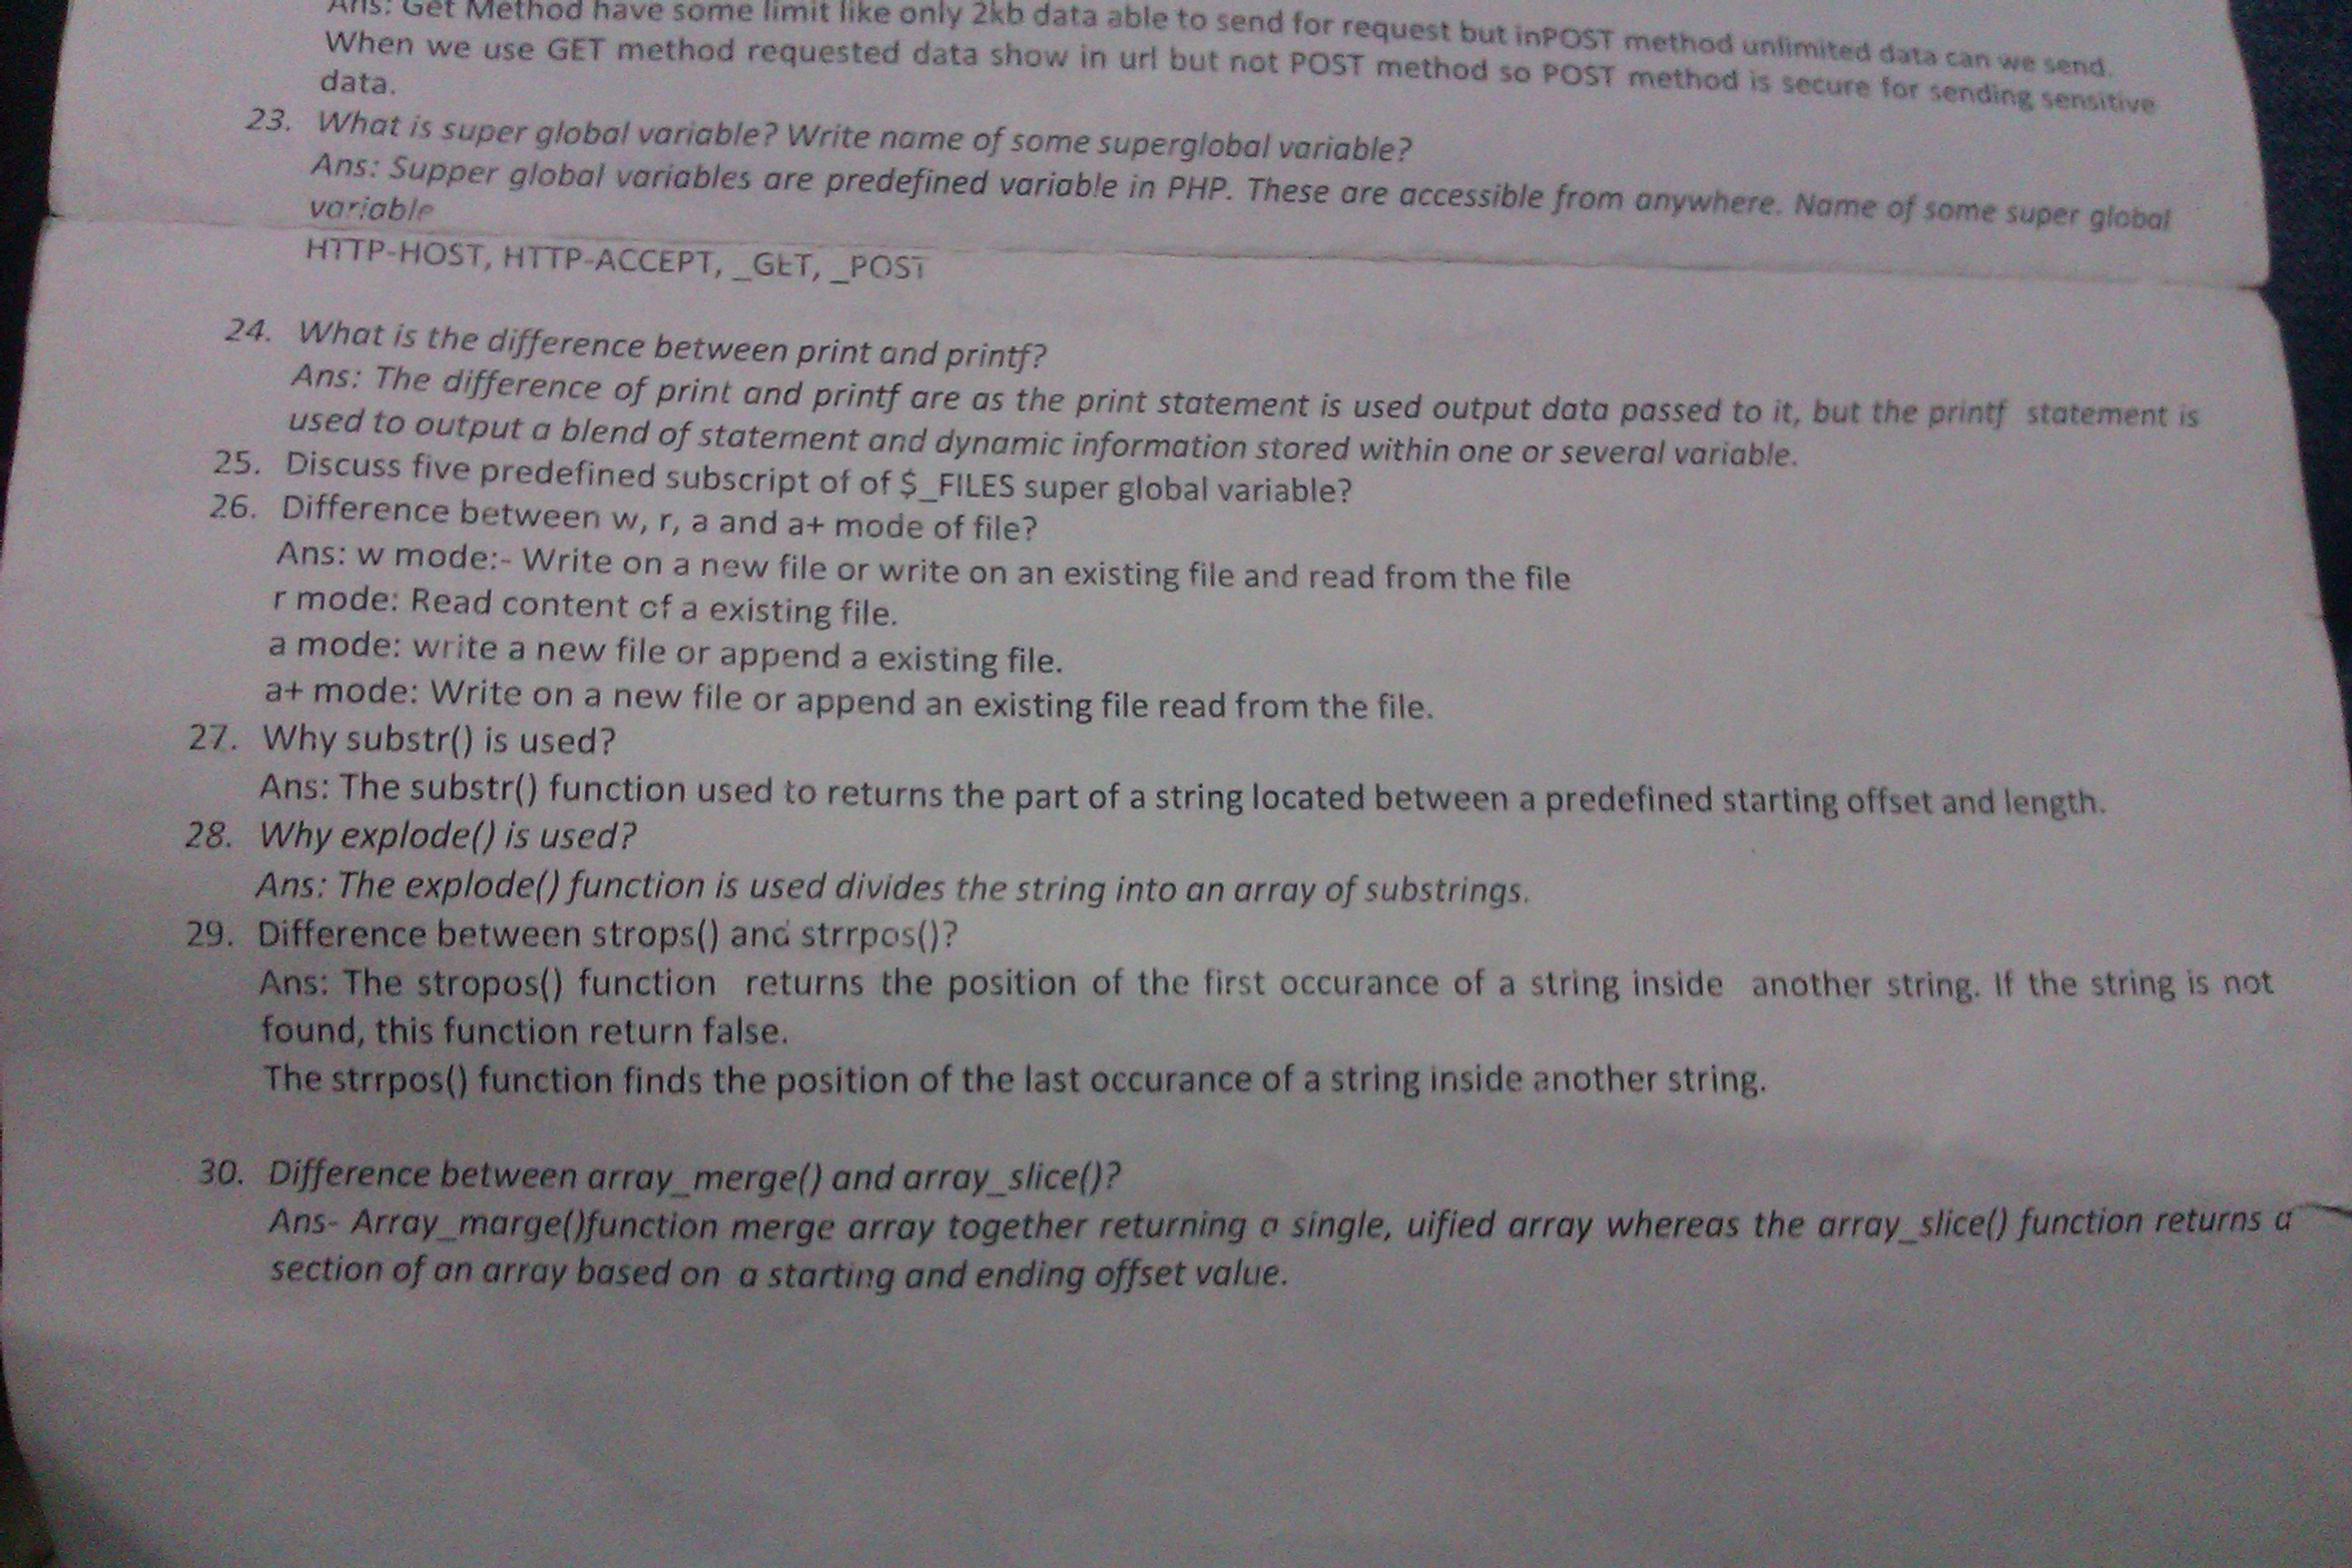 Ans: Get Method have some limit like only 2kb data able to send for request but inPOST method unlimited data can we send.
When we use GET method requested data show in url but not POST method so POST method is secure for sending sensitive
data.
23. What is super global variable? Write name of some superglobal variable?
Ans: Supper global variables are predefined variable in PHP. These are accessible from anywhere. Name of some super global
variable
HTTP-HOST, HTTP-ACCEPT, _GET, _POST
24. What is the difference between print and printf?
Ans: The difference of print and printf are as the print statement is used output data passed to it, but the printf statement is
used to output a blend of statement and dynamic information stored within one or several variable.
25. Discuss five predefined subscript of of $_FILES super global variable?
26. Difference between w, r, a and a+ mode of file?
Ans: w mode:- Write on a new file or write on an existing file and read from the file
r mode: Read content of a existing file.
a mode: write a new file or append a existing file.
a+ mode: Write on a new file or append an existing file read from the file.
27. Why substr() is used?
Ans: The substr() function used to returns the part of a string located between a predefined starting offset and length.
28. Why explode() is used?
Ans: The explode() function is used divides the string into an array of substrings.
29. Difference between strops() and strrpos()?
Ans: The stropos() function returns the position of the first occurance of a string inside another string. If the string is not
found, this function return false.
The strrpos() function finds the position of the last occurance of a string inside another string.
30. Difference between array_merge() and array_slice()?
Ans- Array_marge()function merge array together returning a single, uified array whereas the array_slice() function returns a
section of an array based on a starting and ending offset value.